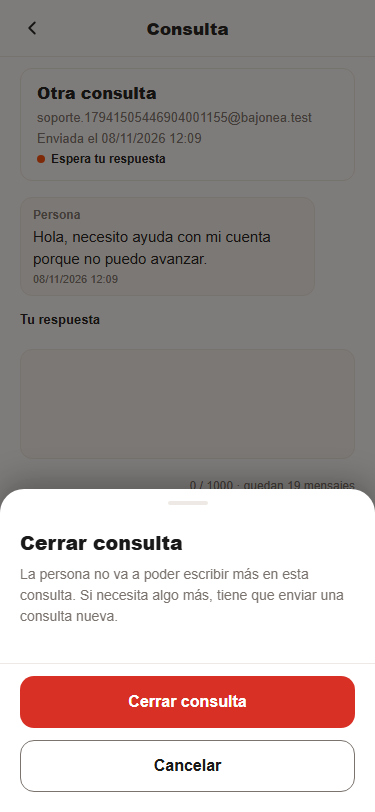 Consulta
Otra consulta
soporte.17941505446904001155@bajonea.test
Enviada el 08/11/2026 12:09
Espera tu respuesta
Persona
Hola, necesito ayuda con mi cuenta
porque no puedo avanzar.
08/11/2026 12:09
Tu respuesta
0 / 1000 · quedan 19 mensajes
Cerrar consulta
La persona no va a poder escribir más en esta
consulta. Si necesita algo más, tiene que enviar una
consulta nueva.
Cerrar consulta
Cancelar